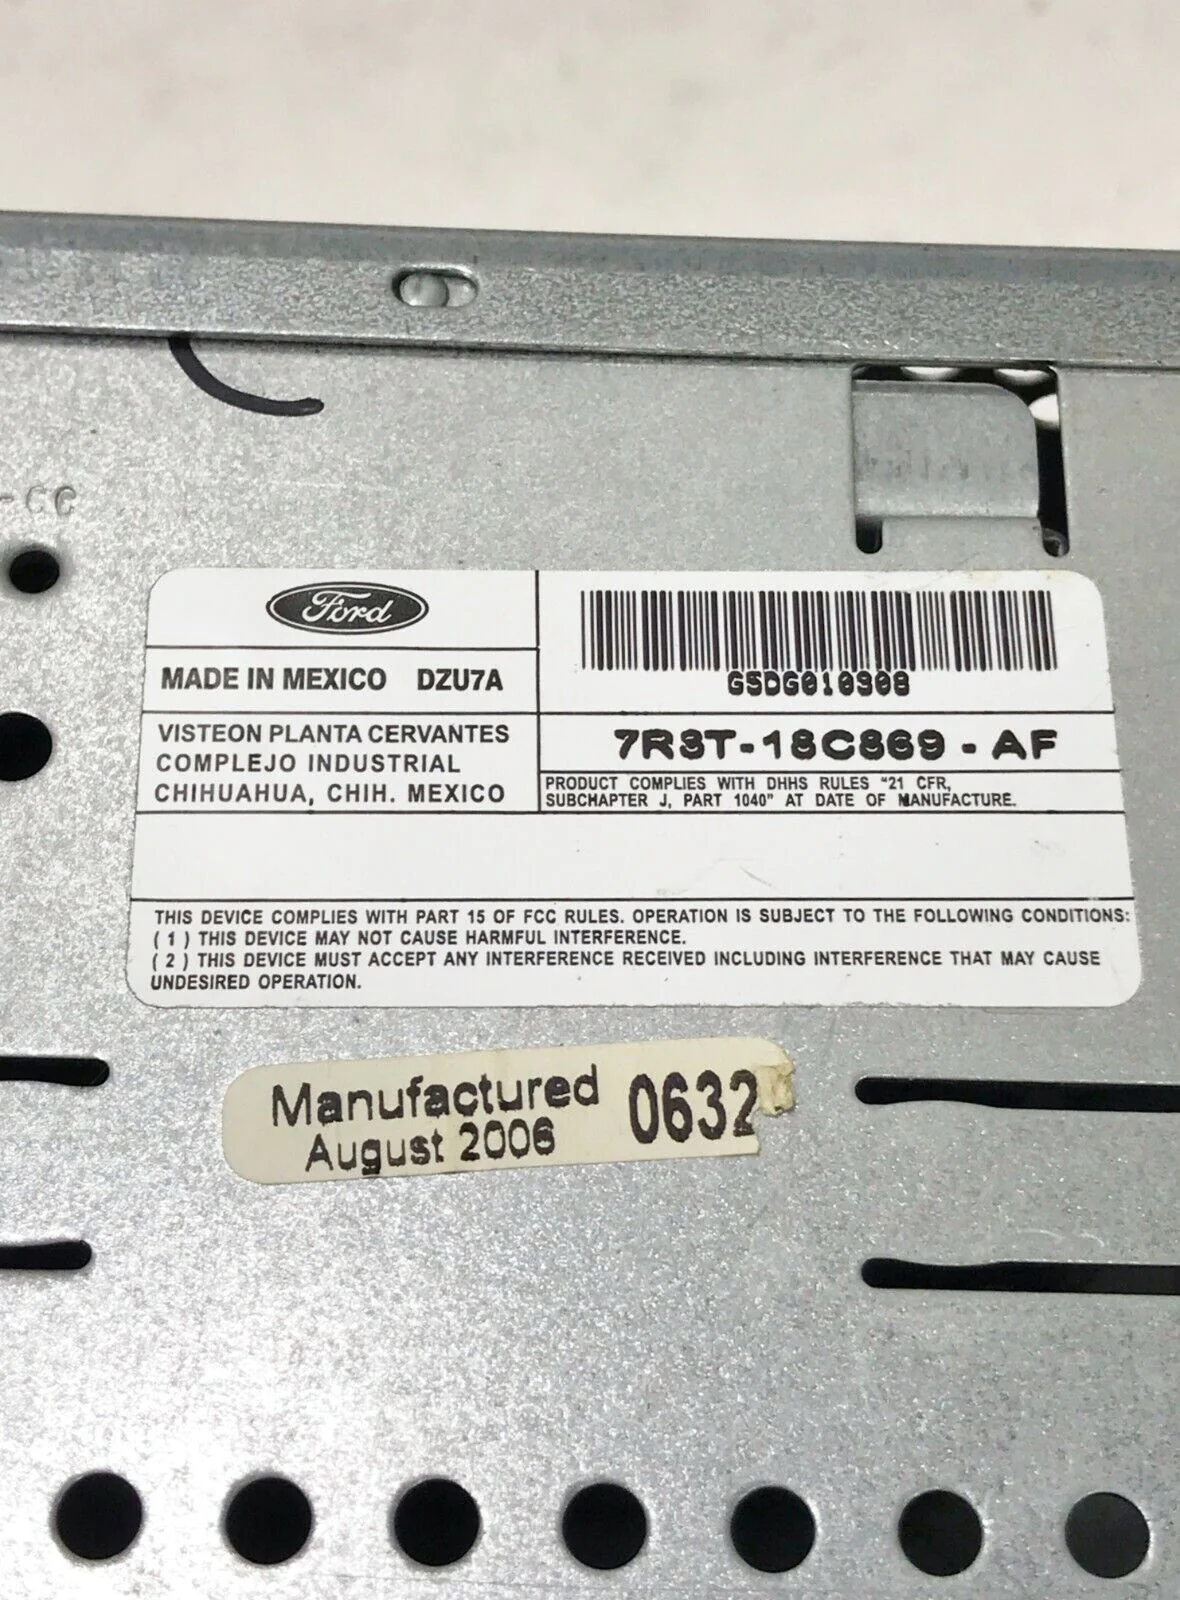 -CC
Ford
MADE IN MEXICO DZU7A
G5DG010908
VISTEON PLANTA CERVANTES
COMPLEJO INDUSTRIAL
CHIHUAHUA, CHIH. MEXICO
7R3T-18C869-AF
PRODUCT COMPLIES WITH DHHS RULES "21 CFR,
SUBCHAPTER J, PART 1040" AT DATE OF MANUFACTURE.
THIS DEVICE COMPLIES WITH PART 15 OF FCC RULES. OPERATION IS SUBJECT TO THE FOLLOWING CONDITIONS:
( 1 ) THIS DEVICE MAY NOT CAUSE HARMFUL INTERFERENCE.
( 2 ) THIS DEVICE MUST ACCEPT ANY INTERFERENCE RECEIVED INCLUDING INTERFERENCE THAT MAY CAUSE
UNDESIRED OPERATION.
Manufactured 0632
August 2006